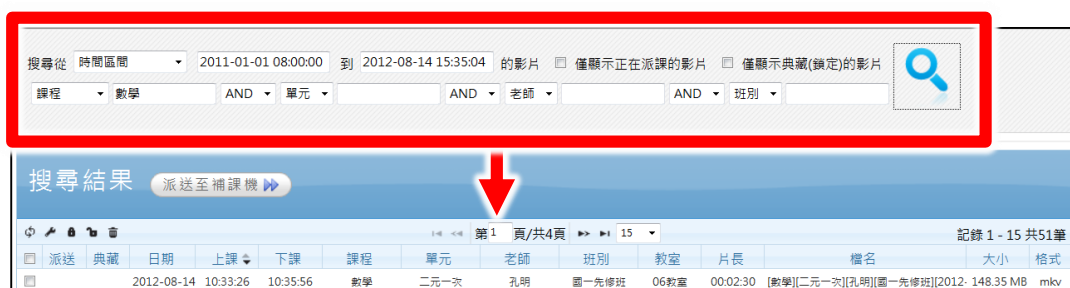 搜尋從 時間區間 2011-01-01 08:00:00 到 2012-08-14 15:35:04 的影片 僅顯示正在派課的影片 僅顯示典藏(鎖定)的影片
課程 數學 AND 單元 AND 老師 AND 班別
搜尋結果 派送至補課機
第 1 頁/共4頁 15 記錄 1 - 15 共51筆
派送 典藏 日期 上課 下課 課程 單元 老師 班別 教室 片長 檔名 大小 格式
2012-08-14 10:33:26 10:35:56 數學 二元一次 孔明 國一先修班 06教室 00:02:30 [數學][二元一次][孔明][國一先修班][2012- 148.35 MB mkv